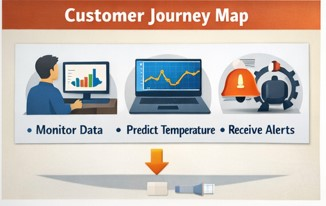 Customer Journey Map
• Monitor Data • Predict Temperature • Receive Alerts